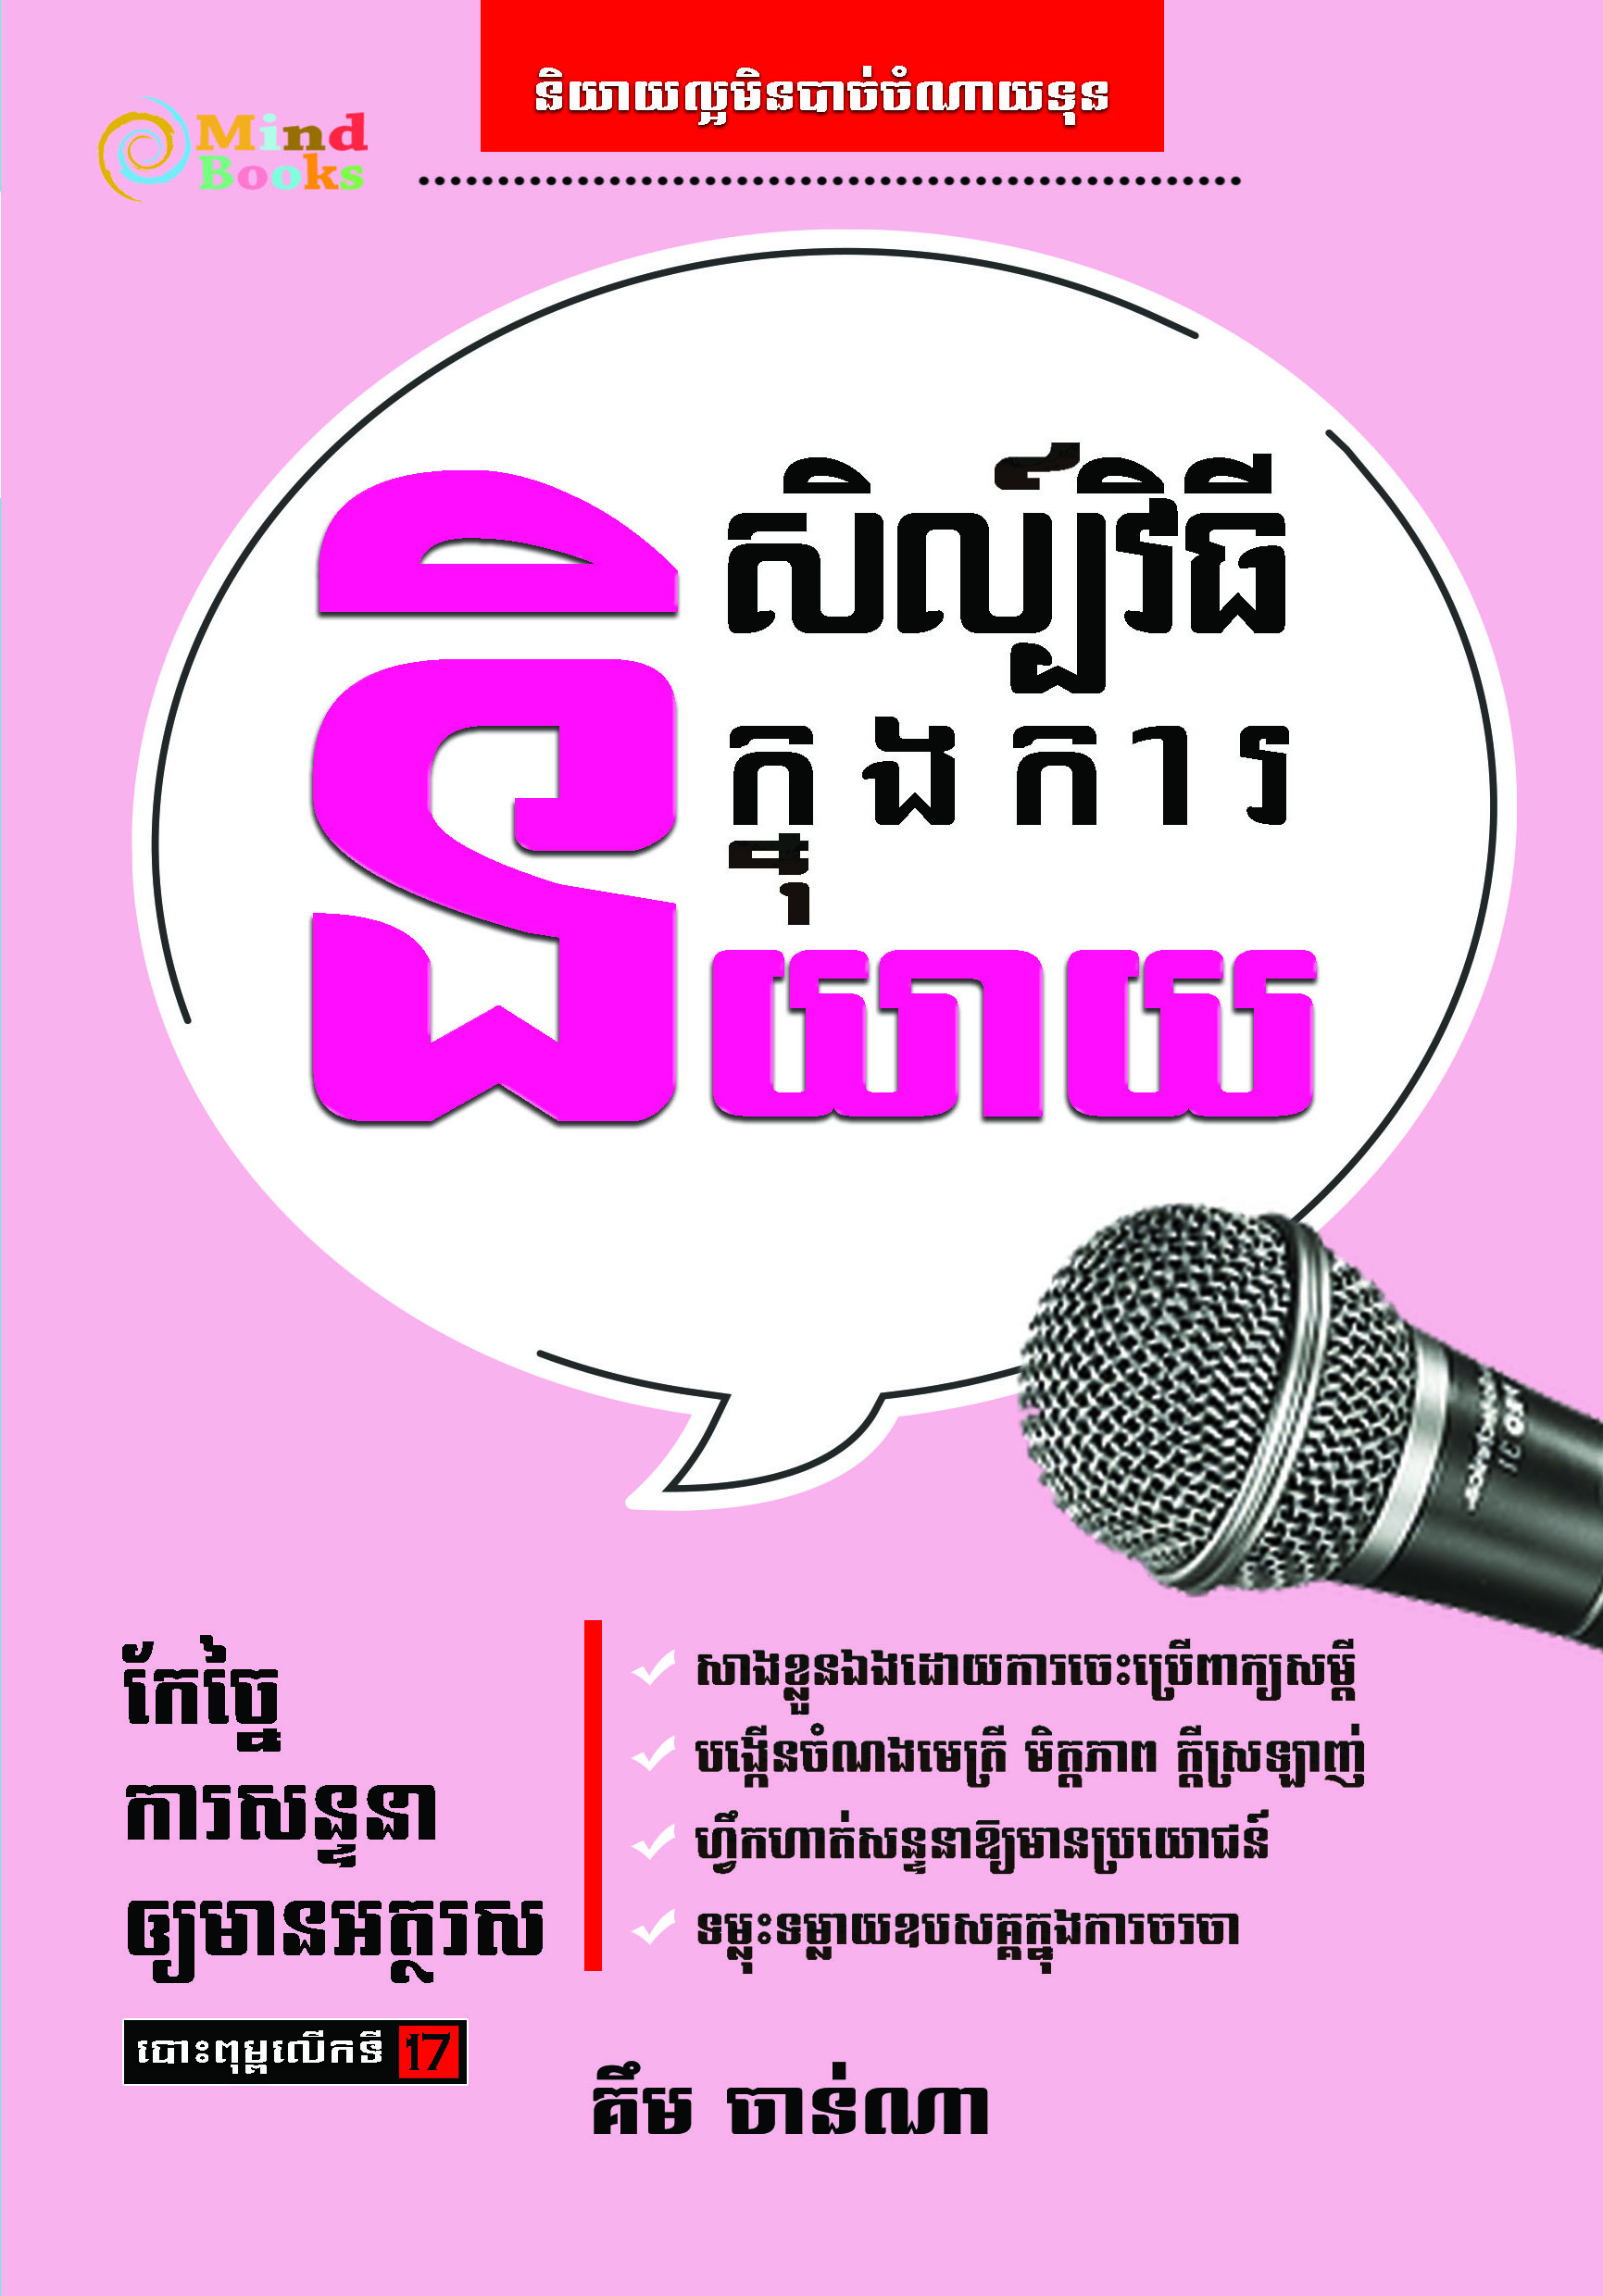 និយាយល្អមិនបាច់ចំណាយទុន
Mind
Books
សិល្ប៍វិធី
ក្នុងការ
និយាយ
កែច្នៃ
ការសន្ទនា
ឲ្យមានអត្ថរស
សាងខ្លួនឯងដោយការចេះប្រើពាក្យសម្ដី
បង្កើនចំណងមេត្រី មិត្តភាព ក្ដីស្រឡាញ់
ហ្វឹកហាត់សន្ទនាឱ្យមានប្រយោជន៍
ទម្លុះទម្លាយឧបសគ្គក្នុងការចរចា
បោះពុម្ពលើកទី 17
គឹម ចាន់ណា